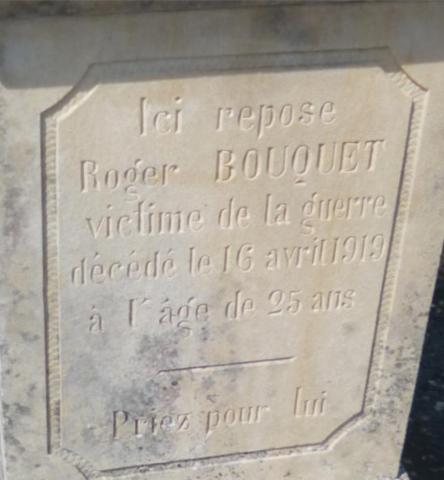 Ici repose
Roger BOUQUET
victime de la guerre
décédé le 16 avril 1919
à l'âge de 25 ans
Priez pour lui